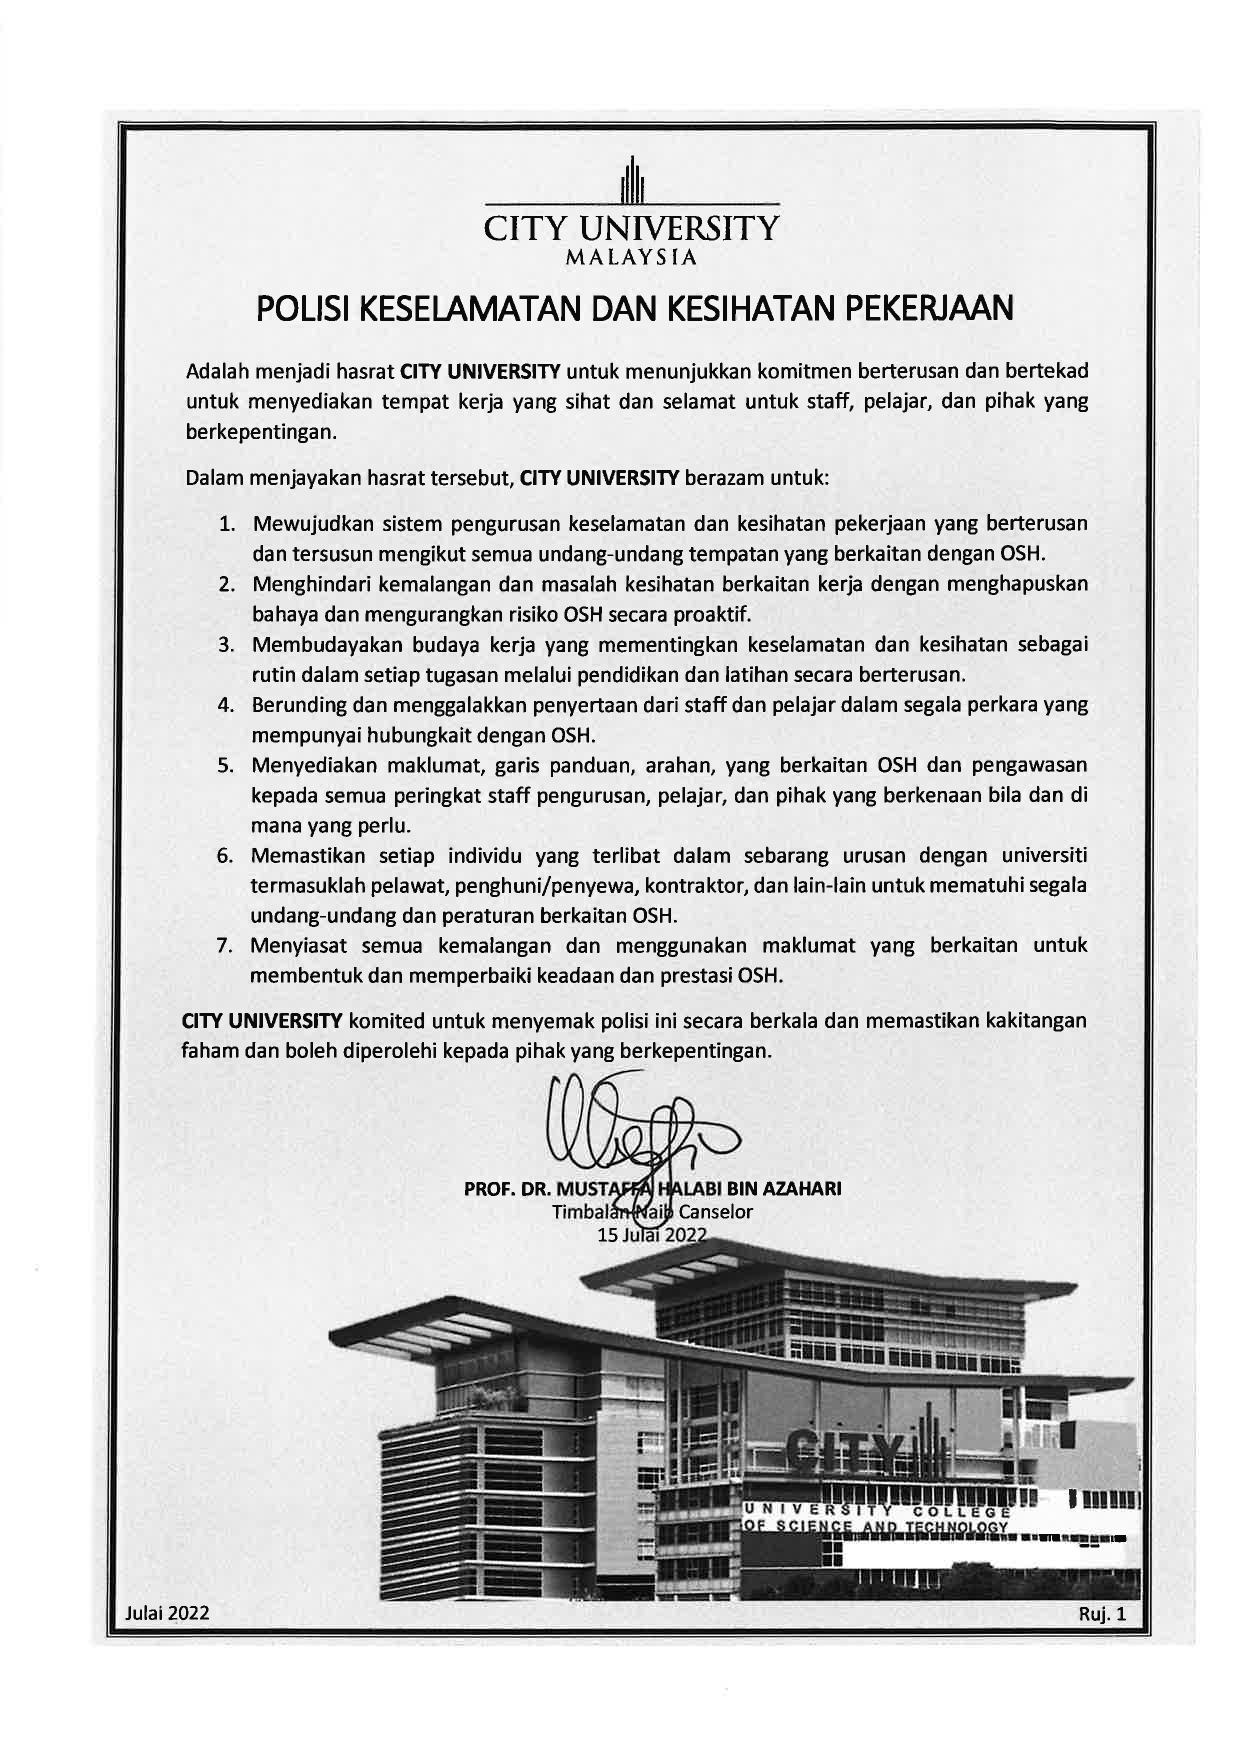 CITY UNIVERSITY
MALAYSIA
POLISI KESELAMATAN DAN KESIHATAN PEKERJAAN
Adalah menjadi hasrat CITY UNIVERSITY untuk menunjukkan komitmen berterusan dan bertekad
untuk menyediakan tempat kerja yang sihat dan selamat untuk staff, pelajar, dan pihak yang
berkepentingan.
Dalam menjayakan hasrat tersebut, CITY UNIVERSITY berazam untuk:
1. Mewujudkan sistem pengurusan keselamatan dan kesihatan pekerjaan yang berterusan
dan tersusun mengikut semua undang-undang tempatan yang berkaitan dengan OSH.
2. Menghindari kemalangan dan masalah kesihatan berkaitan kerja dengan menghapuskan
bahaya dan mengurangkan risiko OSH secara proaktif.
3. Membudayakan budaya kerja yang mementingkan keselamatan dan kesihatan sebagai
rutin dalam setiap tugasan melalui pendidikan dan latihan secara berterusan.
4. Berunding dan menggalakkan penyertaan dari staff dan pelajar dalam segala perkara yang
mempunyai hubungkait dengan OSH.
5. Menyediakan maklumat, garis panduan, arahan, yang berkaitan OSH dan pengawasan
kepada semua peringkat staff pengurusan, pelajar, dan pihak yang berkenaan bila dan di
mana yang perlu.
6. Memastikan setiap individu yang terlibat dalam sebarang urusan dengan universiti
termasuklah pelawat, penghuni/penyewa, kontraktor, dan lain-lain untuk mematuhi segala
undang-undang dan peraturan berkaitan OSH.
7. Menyiasat semua kemalangan dan menggunakan maklumat yang berkaitan untuk
membentuk dan memperbaiki keadaan dan prestasi OSH.
CITY UNIVERSITY komited untuk menyemak polisi ini secara berkala dan memastikan kakitangan
faham dan boleh diperolehi kepada pihak yang berkepentingan.
PROF. DR. MUSTAFFA HALABI BIN AZAHARI
Timbalan Naib Canselor
15 Julai 2022
CITY
UNIVERSITY COLLEGE
OF SCIENCE AND TECHNOLOGY
Julai 2022
Ruj. 1